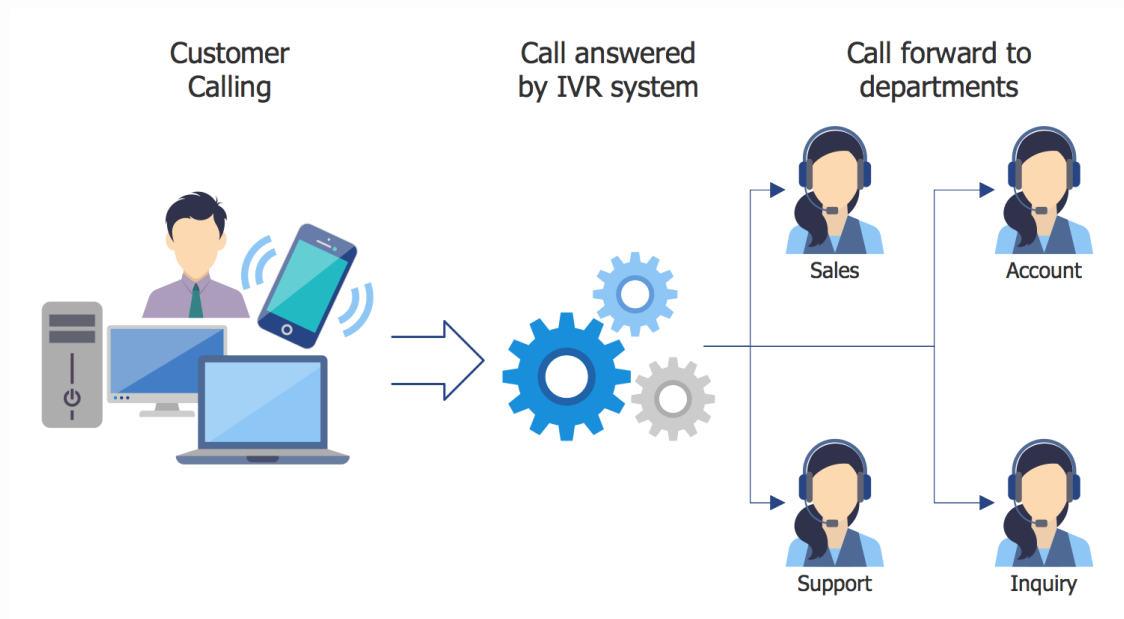 Customer
Calling
Call answered
by IVR system
Call forward to
departments
Sales
Account
Support
Inquiry